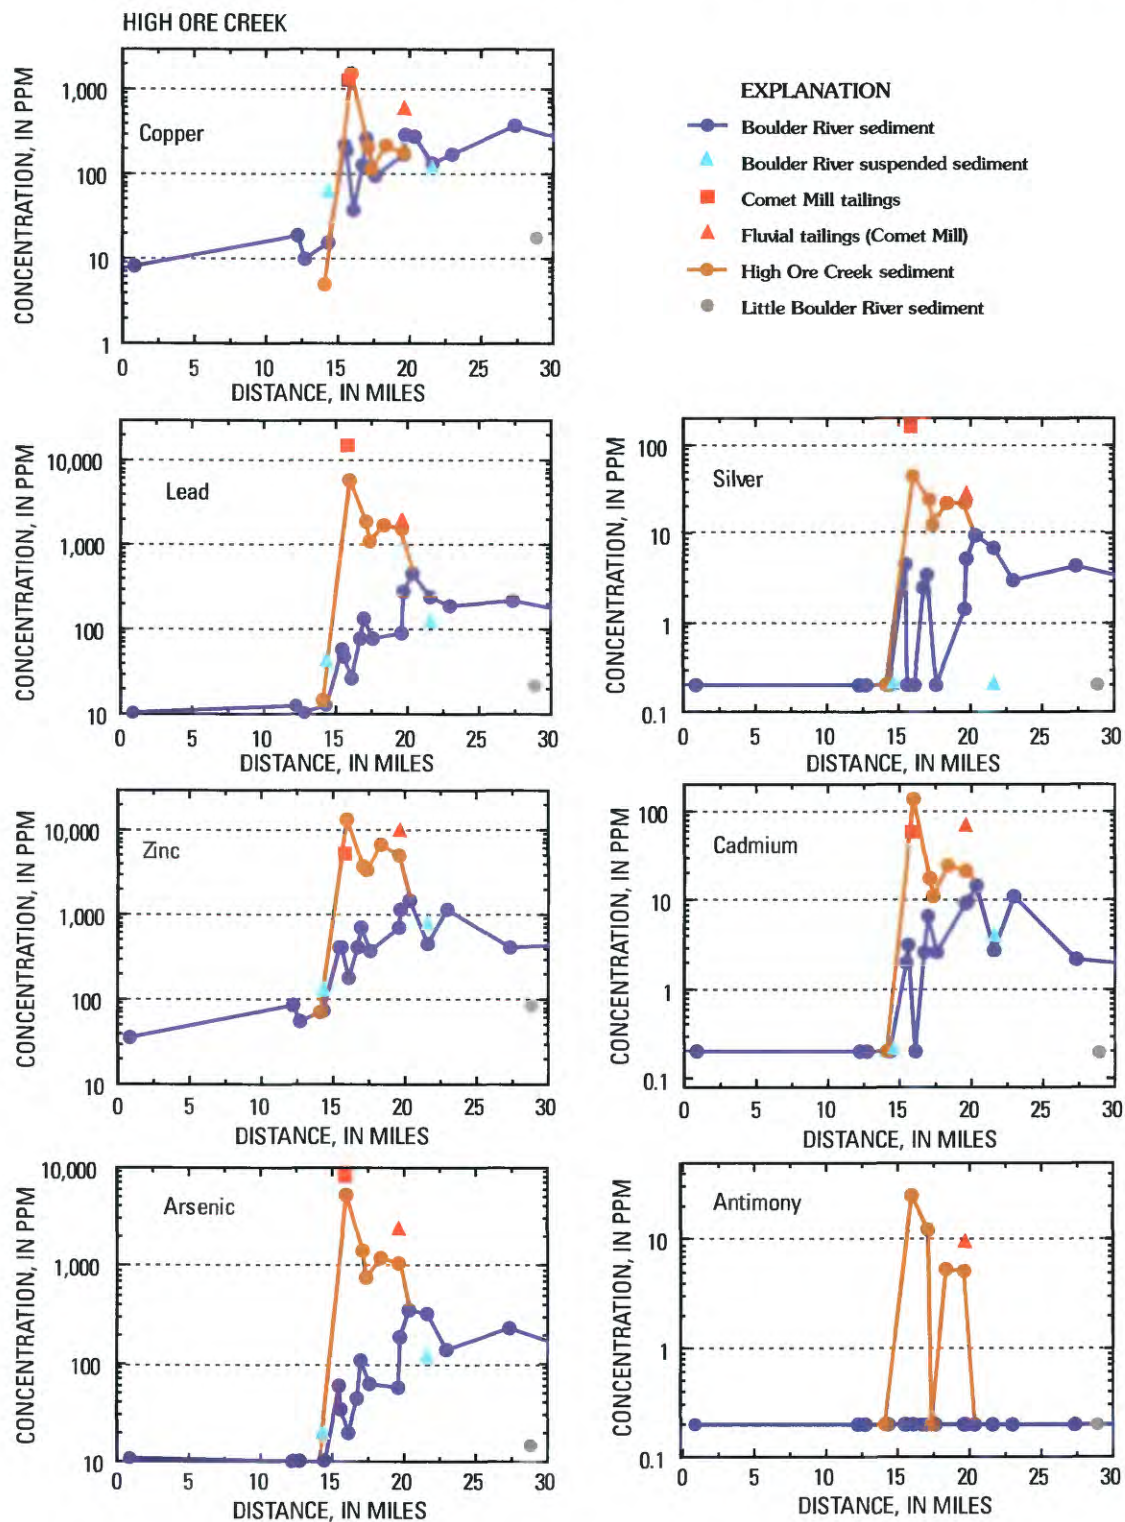 HIGH ORE CREEK
CONCENTRATION, IN PPM
1,000
100
10
1
Copper
0 5 10 15 20 25 30
DISTANCE, IN MILES
EXPLANATION
Boulder River sediment
Boulder River suspended sediment
Comet Mill tailings
Fluvial tailings (Comet Mill)
High Ore Creek sediment
Little Boulder River sediment
CONCENTRATION, IN PPM
10,000
1,000
100
10
Lead
0 5 10 15 20 25 30
DISTANCE, IN MILES
CONCENTRATION, IN PPM
100
10
1
0.1
Silver
0 5 10 15 20 25 30
DISTANCE, IN MILES
CONCENTRATION, IN PPM
10,000
1,000
100
10
Zinc
0 5 10 15 20 25 30
DISTANCE, IN MILES
CONCENTRATION, IN PPM
100
10
1
0.1
Cadmium
0 5 10 15 20 25 30
DISTANCE, IN MILES
CONCENTRATION, IN PPM
10,000
1,000
100
10
Arsenic
0 5 10 15 20 25 30
DISTANCE, IN MILES
CONCENTRATION, IN PPM
10
1
0.1
Antimony
0 5 10 15 20 25 30
DISTANCE, IN MILES